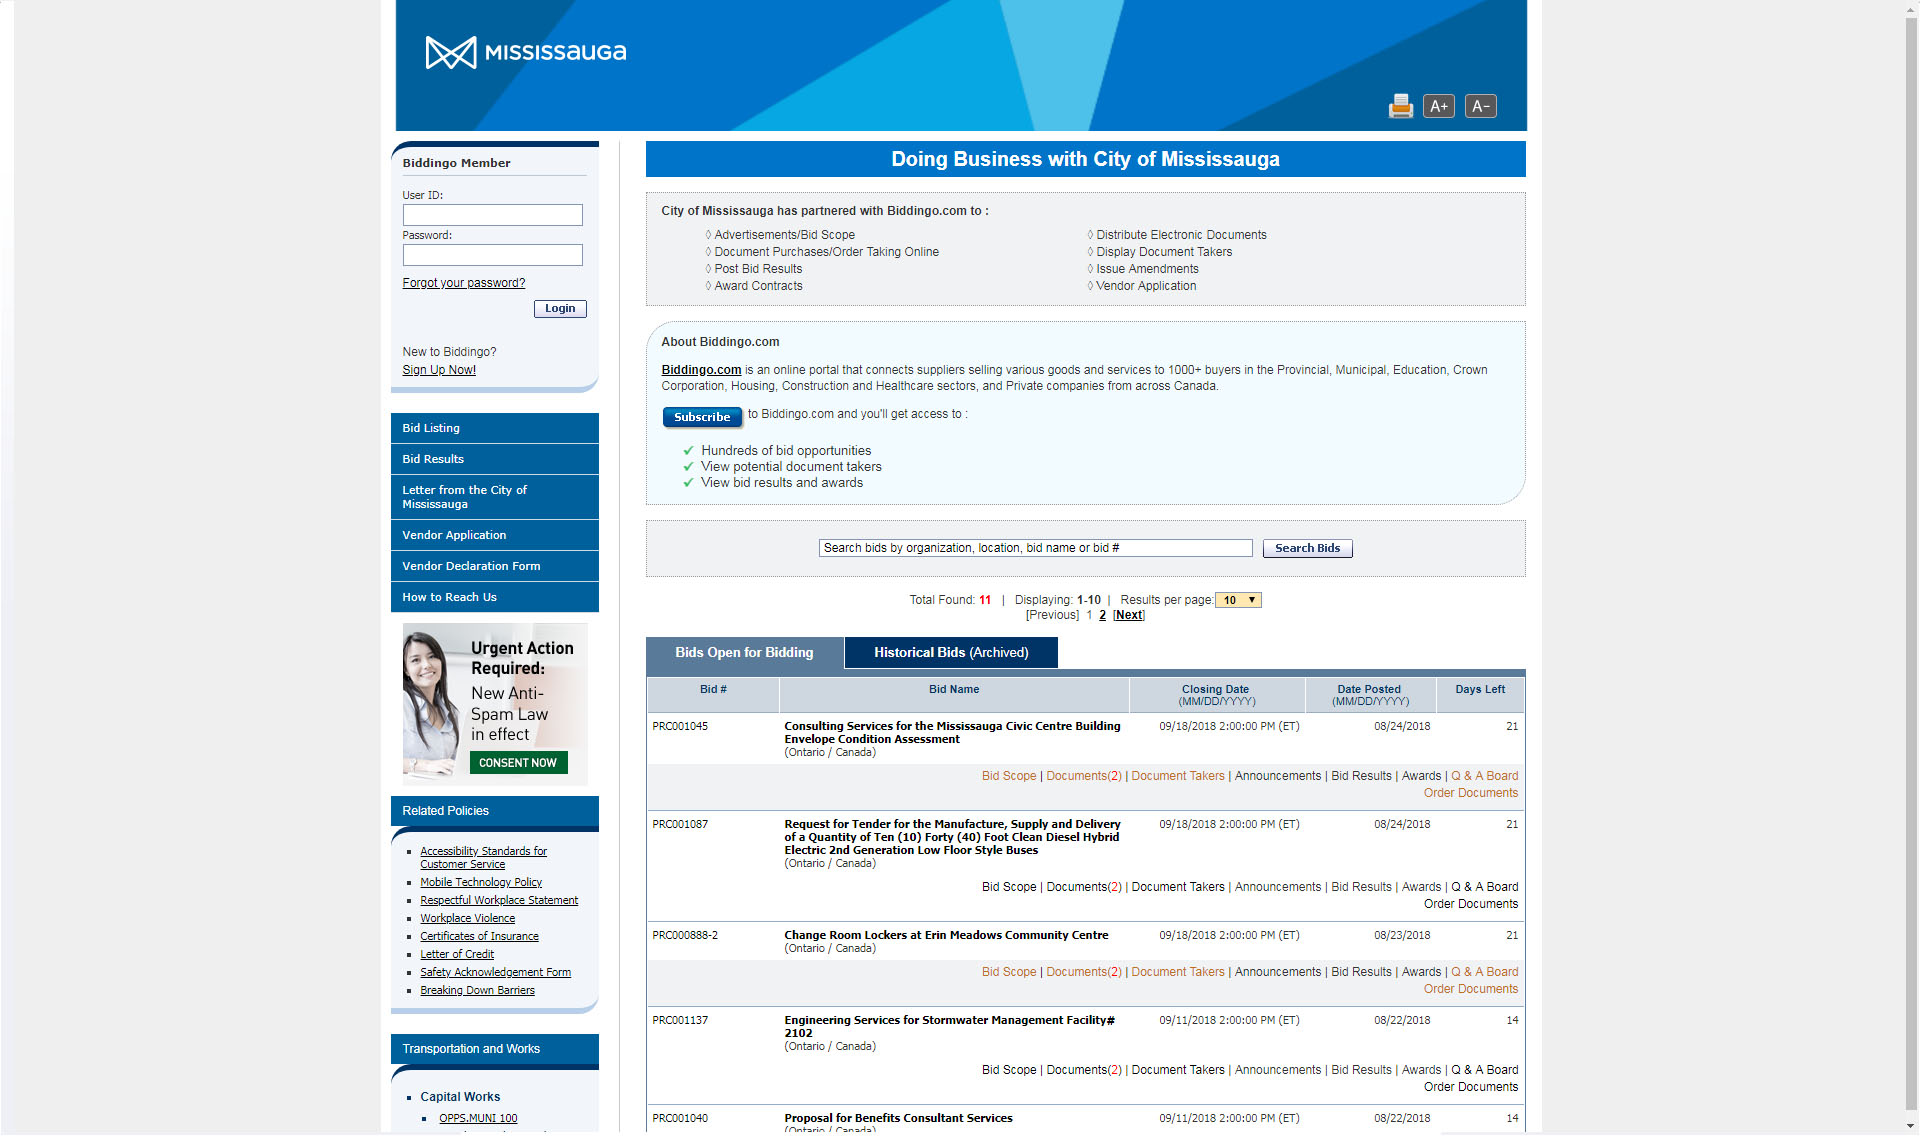 MISSISSAUGA
A+ A-
Biddingo Member
User ID:
Password:
Forgot your password?
Login
New to Biddingo?
Sign Up Now!
Bid Listing
Bid Results
Letter from the City of
Mississauga
Vendor Application
Vendor Declaration Form
How to Reach Us
Urgent Action
Required:
New Anti-
Spam Law
in effect
CONSENT NOW
Related Policies
Accessibility Standards for
Customer Service
Mobile Technology Policy
Respectful Workplace Statement
Workplace Violence
Certificates of Insurance
Letter of Credit
Safety Acknowledgement Form
Breaking Down Barriers
Transportation and Works
Capital Works
OPPS.MUNI 100
Doing Business with City of Mississauga
City of Mississauga has partnered with Biddingo.com to :
◊ Advertisements/Bid Scope
◊ Document Purchases/Order Taking Online
◊ Post Bid Results
◊ Award Contracts
◊ Distribute Electronic Documents
◊ Display Document Takers
◊ Issue Amendments
◊ Vendor Application
About Biddingo.com
Biddingo.com is an online portal that connects suppliers selling various goods and services to 1000+ buyers in the Provincial, Municipal, Education, Crown
Corporation, Housing, Construction and Healthcare sectors, and Private companies from across Canada.
Subscribe to Biddingo.com and you'll get access to :
✔ Hundreds of bid opportunities
✔ View potential document takers
✔ View bid results and awards
Search bids by organization, location, bid name or bid # Search Bids
Total Found: 11 | Displaying: 1-10 | Results per page: 10 ▼
[Previous] 1 2 [Next]
Bids Open for Bidding Historical Bids (Archived)
Bid # Bid Name Closing Date Date Posted Days Left
(MM/DD/YYYY) (MM/DD/YYYY)
PRC001045 Consulting Services for the Mississauga Civic Centre Building 09/18/2018 2:00:00 PM (ET) 08/24/2018 21
Envelope Condition Assessment
(Ontario / Canada)
Bid Scope | Documents(2) | Document Takers | Announcements | Bid Results | Awards | Q & A Board
Order Documents
PRC001087 Request for Tender for the Manufacture, Supply and Delivery 09/18/2018 2:00:00 PM (ET) 08/24/2018 21
of a Quantity of Ten (10) Forty (40) Foot Clean Diesel Hybrid
Electric 2nd Generation Low Floor Style Buses
(Ontario / Canada)
Bid Scope | Documents(2) | Document Takers | Announcements | Bid Results | Awards | Q & A Board
Order Documents
PRC000888-2 Change Room Lockers at Erin Meadows Community Centre 09/18/2018 2:00:00 PM (ET) 08/23/2018 21
(Ontario / Canada)
Bid Scope | Documents(2) | Document Takers | Announcements | Bid Results | Awards | Q & A Board
Order Documents
PRC001137 Engineering Services for Stormwater Management Facility# 09/11/2018 2:00:00 PM (ET) 08/22/2018 14
2102
(Ontario / Canada)
Bid Scope | Documents(2) | Document Takers | Announcements | Bid Results | Awards | Q & A Board
Order Documents
PRC001040 Proposal for Benefits Consultant Services 09/11/2018 2:00:00 PM (ET) 08/22/2018 14
(Ontario / Canada)